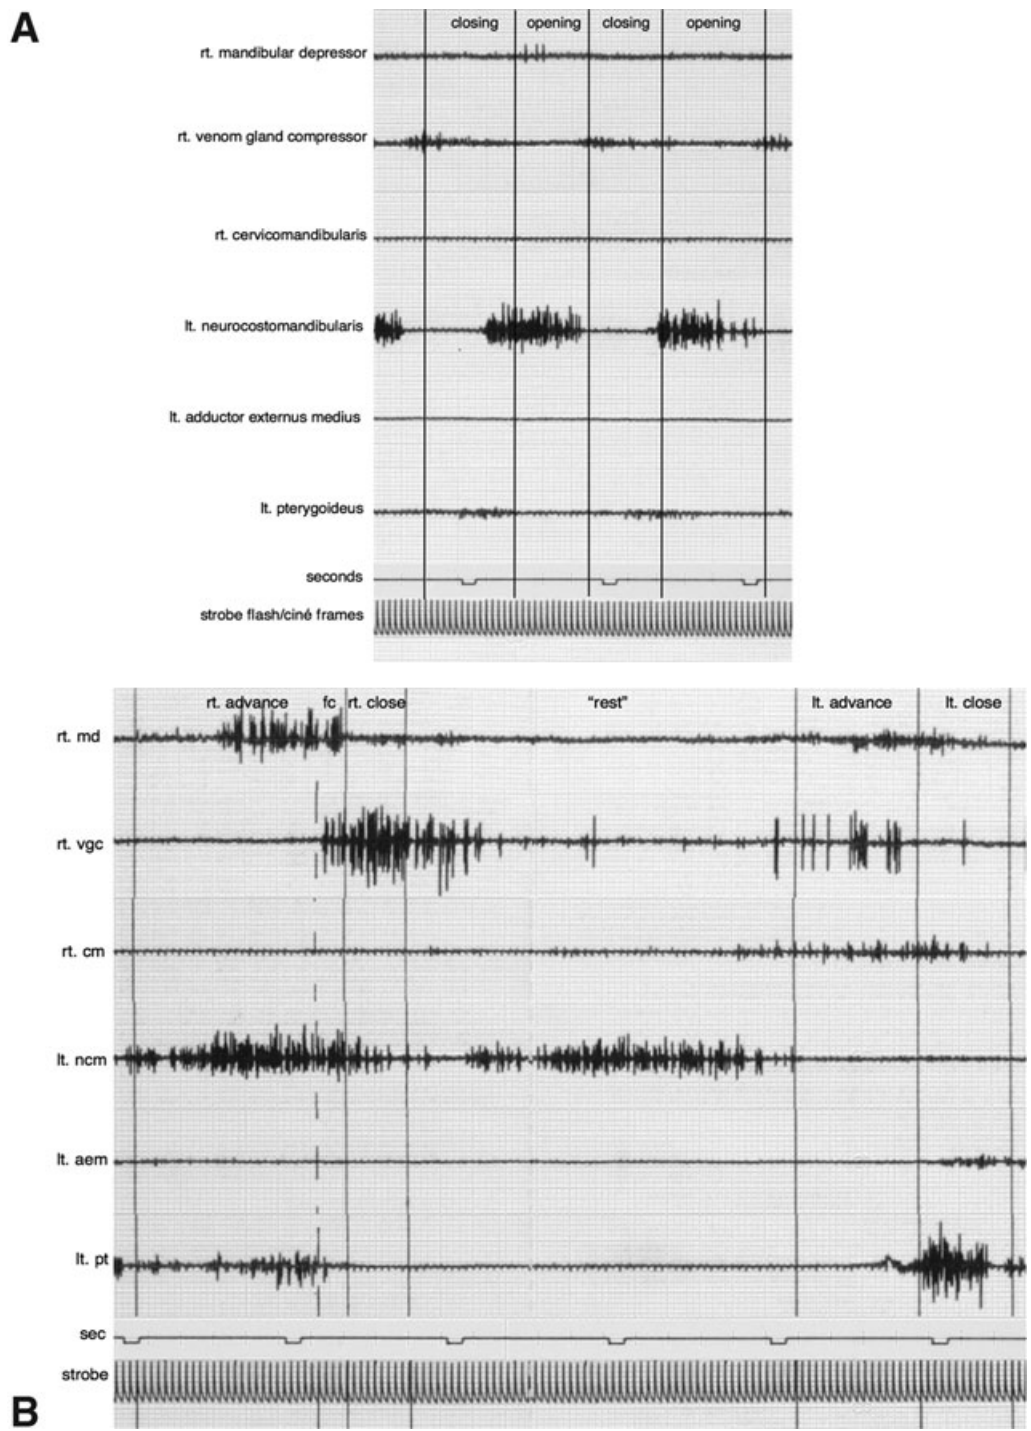 A
closing opening closing opening
rt. mandibular depressor
rt. venom gland compressor
rt. cervicomandibularis
lt. neurocostomandibularis
lt. adductor externus medius
lt. pterygoideus
seconds
strobe flash/ciné frames
rt. advance fc rt. close "rest" lt. advance lt. close
rt. md
rt. vgc
rt. cm
lt. ncm
lt. aem
lt. pt
sec
strobe
B